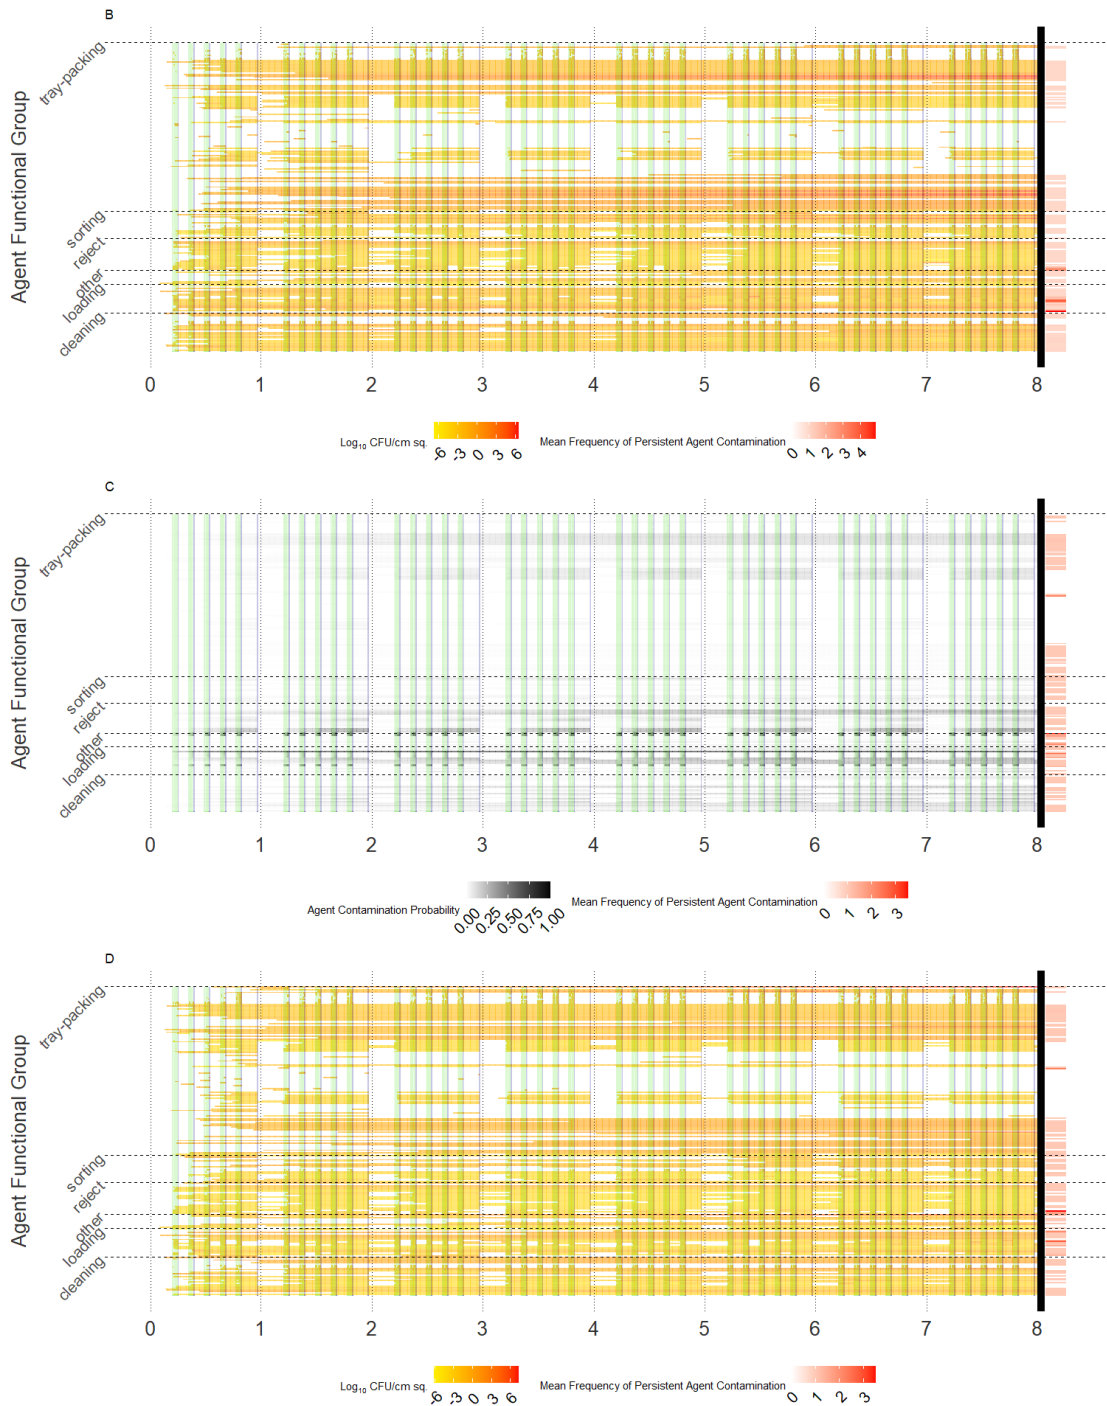 B
Agent Functional Group
tray-packing
sorting
reject
other
loading
cleaning
0 1 2 3 4 5 6 7 8
Log10 CFU/cm sq. -6 -3 0 3 6 Mean Frequency of Persistent Agent Contamination 0 1 2 3 4
C
Agent Functional Group
tray-packing
sorting
reject
other
loading
cleaning
0 1 2 3 4 5 6 7 8
Agent Contamination Probability 0.00 0.25 0.50 0.75 1.00 Mean Frequency of Persistent Agent Contamination 0 1 2 3
D
Agent Functional Group
tray-packing
sorting
reject
other
loading
cleaning
0 1 2 3 4 5 6 7 8
Log10 CFU/cm sq. -6 -3 0 3 6 Mean Frequency of Persistent Agent Contamination 0 1 2 3